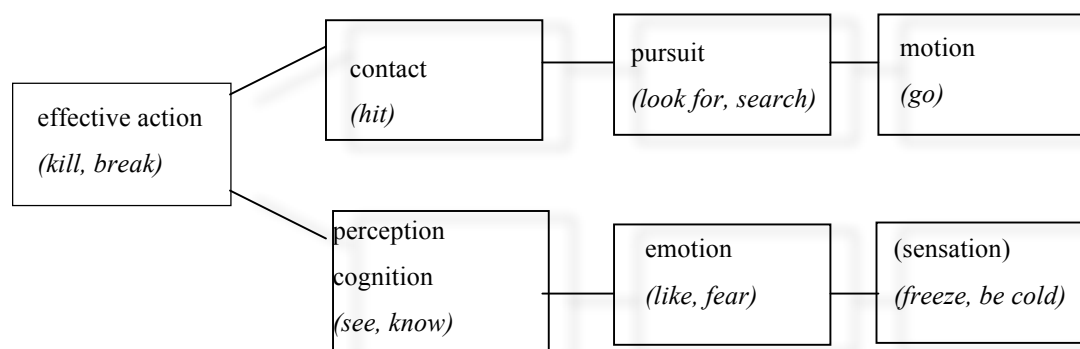 effective action
(kill, break)
contact
(hit)
pursuit
(look for, search)
motion
(go)
perception
cognition
(see, know)
emotion
(like, fear)
(sensation)
(freeze, be cold)